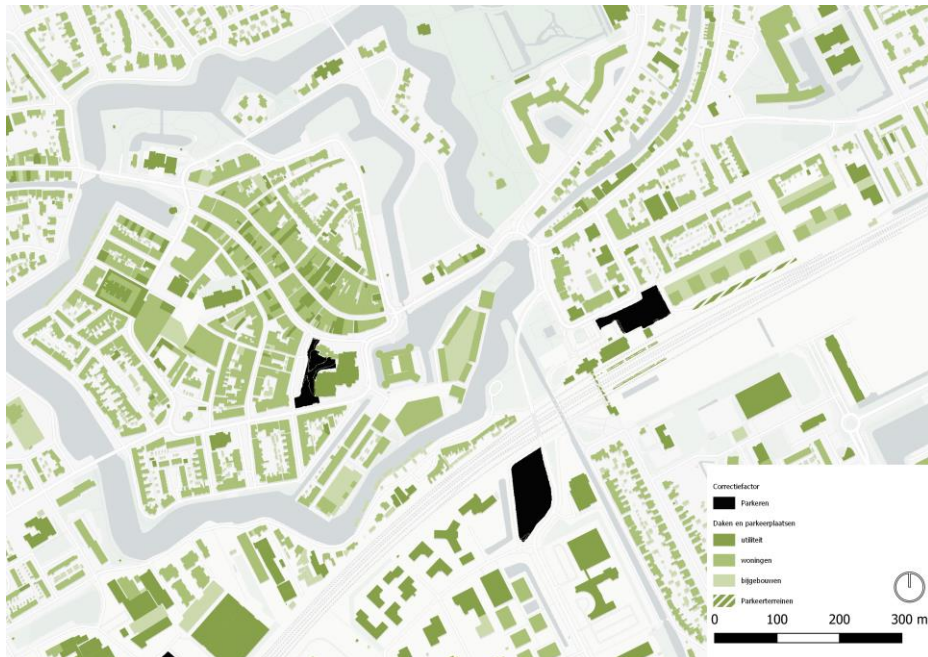 Correctiefactor
Parkeren
Daken en parkeerplaatsen
utiliteit
woningen
bijgebouwen
Parkeerterreinen
0 100 200 300 m